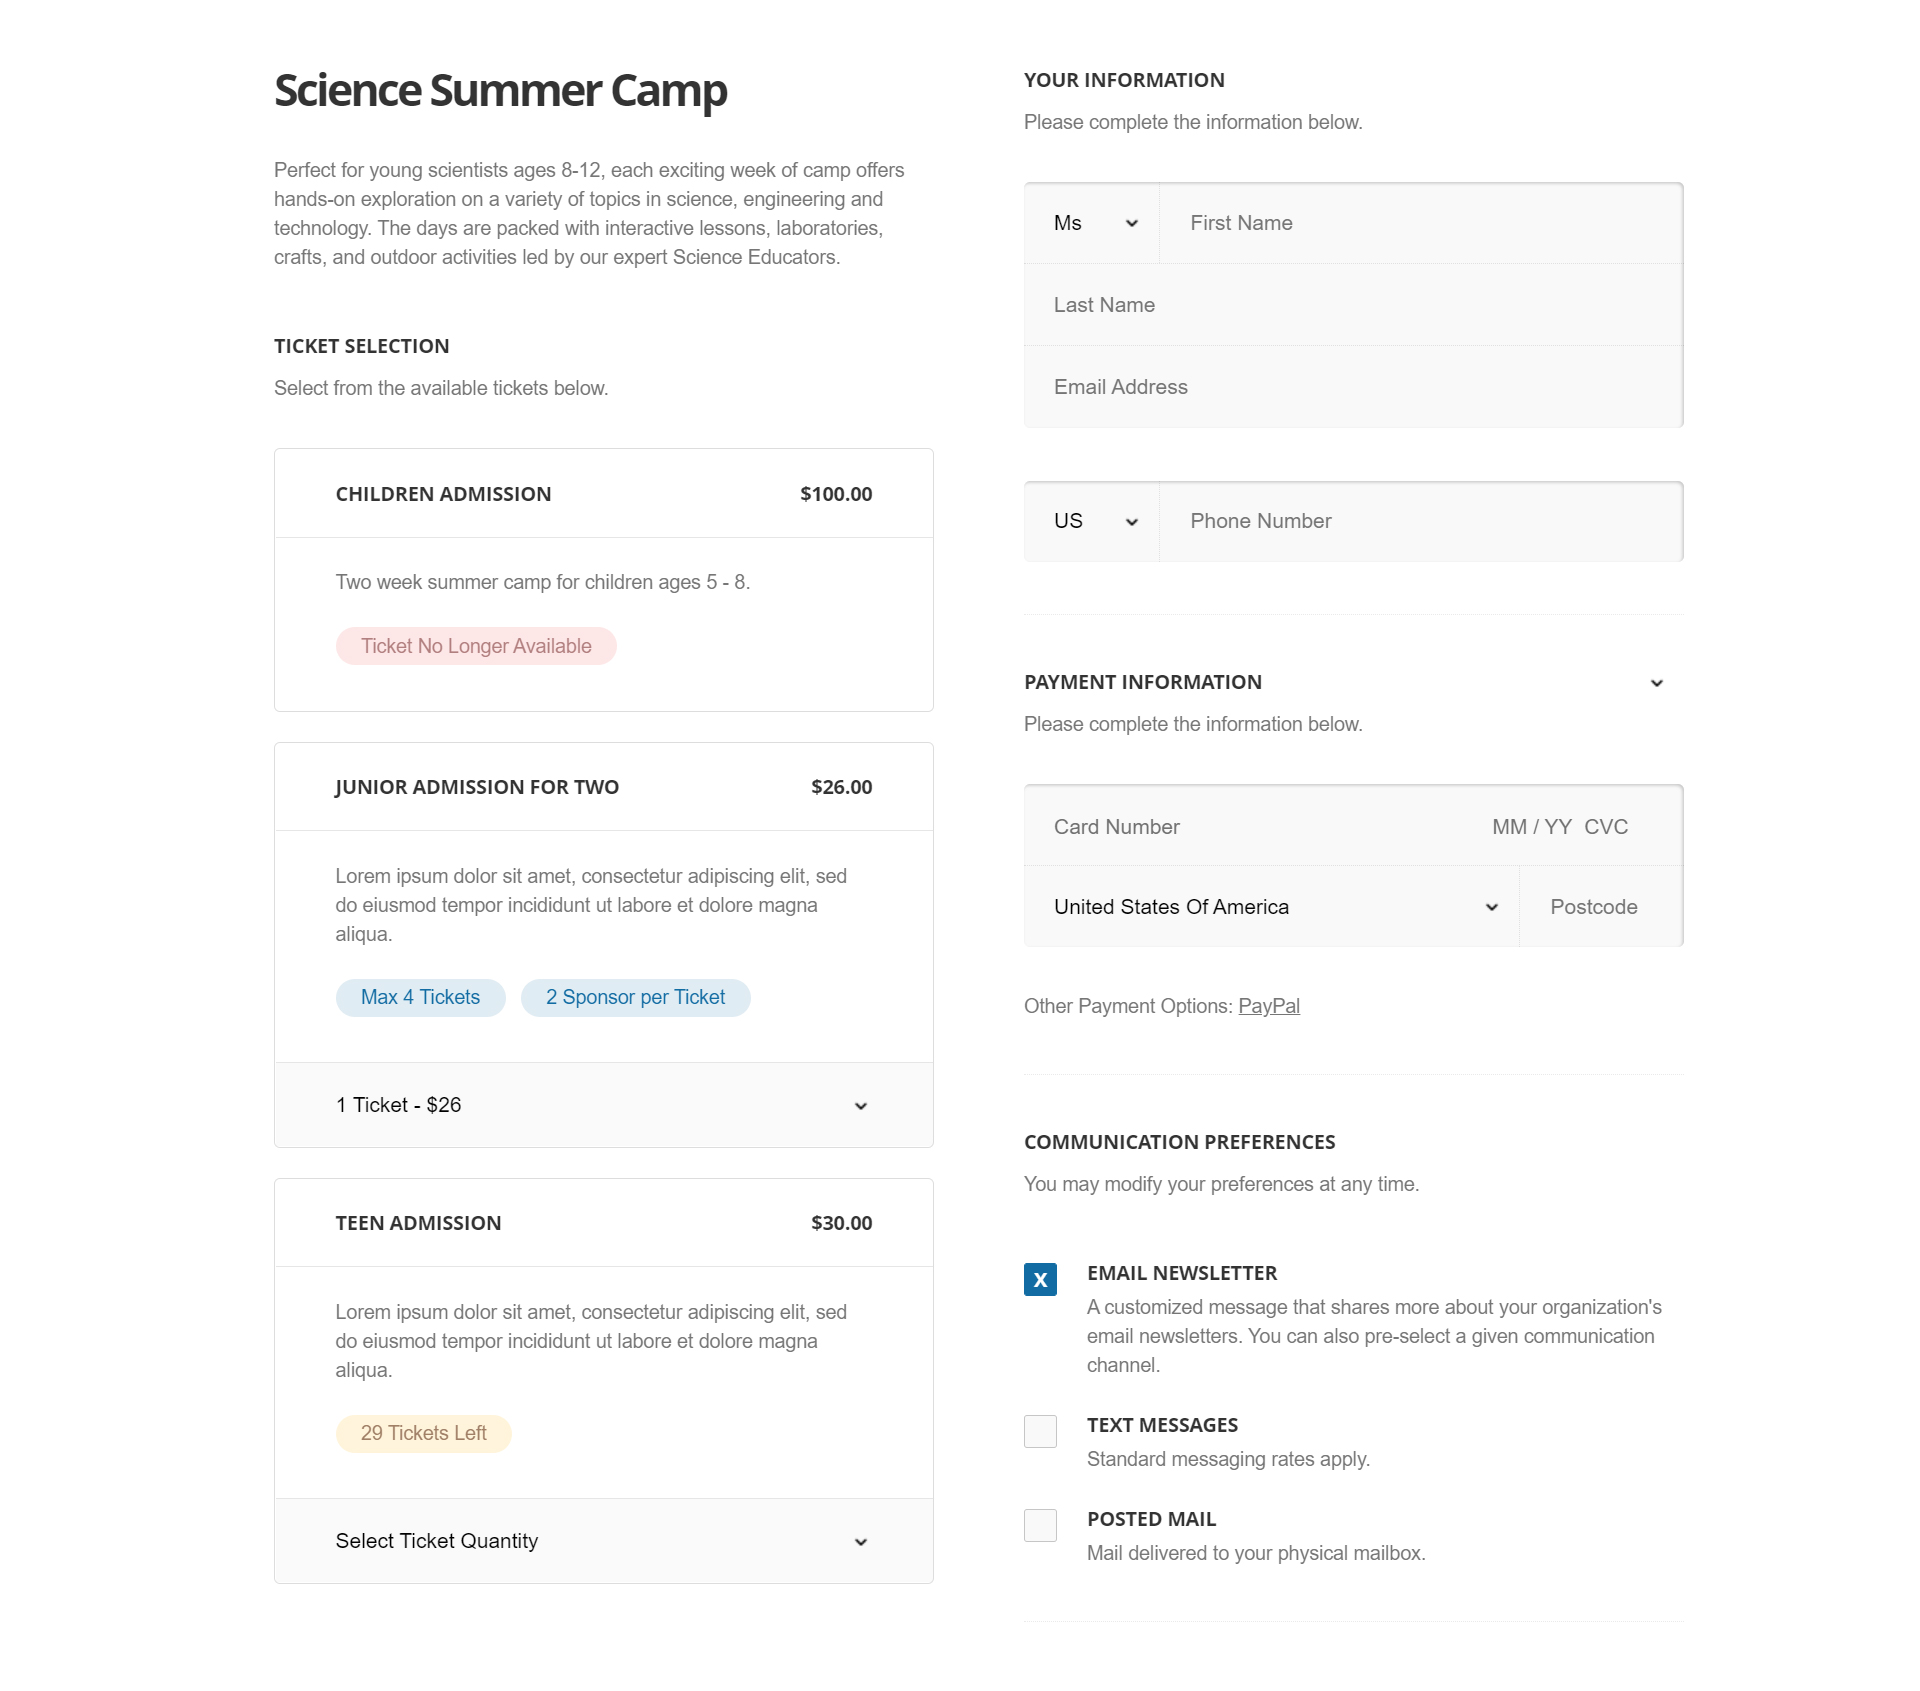 Science Summer Camp
Perfect for young scientists ages 8-12, each exciting week of camp offers
hands-on exploration on a variety of topics in science, engineering and
technology. The days are packed with interactive lessons, laboratories,
crafts, and outdoor activities led by our expert Science Educators.
TICKET SELECTION
Select from the available tickets below.
CHILDREN ADMISSION $100.00
Two week summer camp for children ages 5 - 8.
Ticket No Longer Available
JUNIOR ADMISSION FOR TWO $26.00
Lorem ipsum dolor sit amet, consectetur adipiscing elit, sed
do eiusmod tempor incididunt ut labore et dolore magna
aliqua.
Max 4 Tickets 2 Sponsor per Ticket
1 Ticket - $26
TEEN ADMISSION $30.00
Lorem ipsum dolor sit amet, consectetur adipiscing elit, sed
do eiusmod tempor incididunt ut labore et dolore magna
aliqua.
29 Tickets Left
Select Ticket Quantity
YOUR INFORMATION
Please complete the information below.
Ms First Name
Last Name
Email Address
US Phone Number
PAYMENT INFORMATION
Please complete the information below.
Card Number MM / YY CVC
United States Of America Postcode
Other Payment Options: PayPal
COMMUNICATION PREFERENCES
You may modify your preferences at any time.
X EMAIL NEWSLETTER
A customized message that shares more about your organization's
email newsletters. You can also pre-select a given communication
channel.
TEXT MESSAGES
Standard messaging rates apply.
POSTED MAIL
Mail delivered to your physical mailbox.